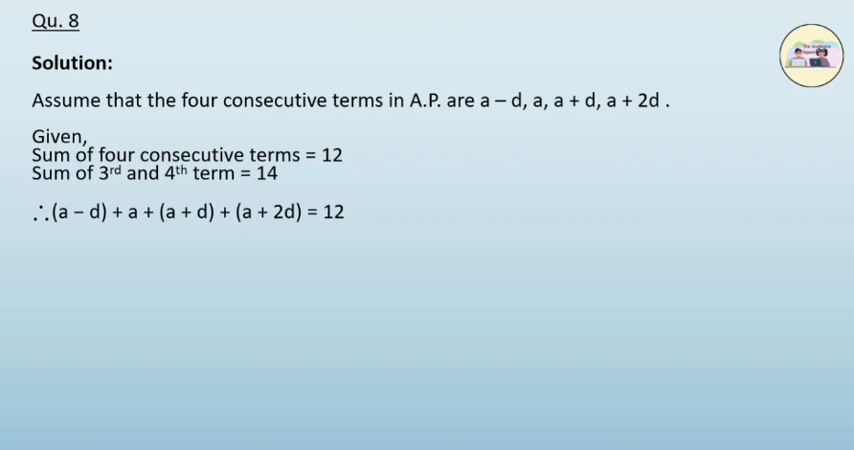 Qu. 8
Solution:
Assume that the four consecutive terms in A.P. are a – d, a, a + d, a + 2d .
Given,
Sum of four consecutive terms = 12
Sum of 3rd and 4th term = 14
∴(a – d) + a + (a + d) + (a + 2d) = 12